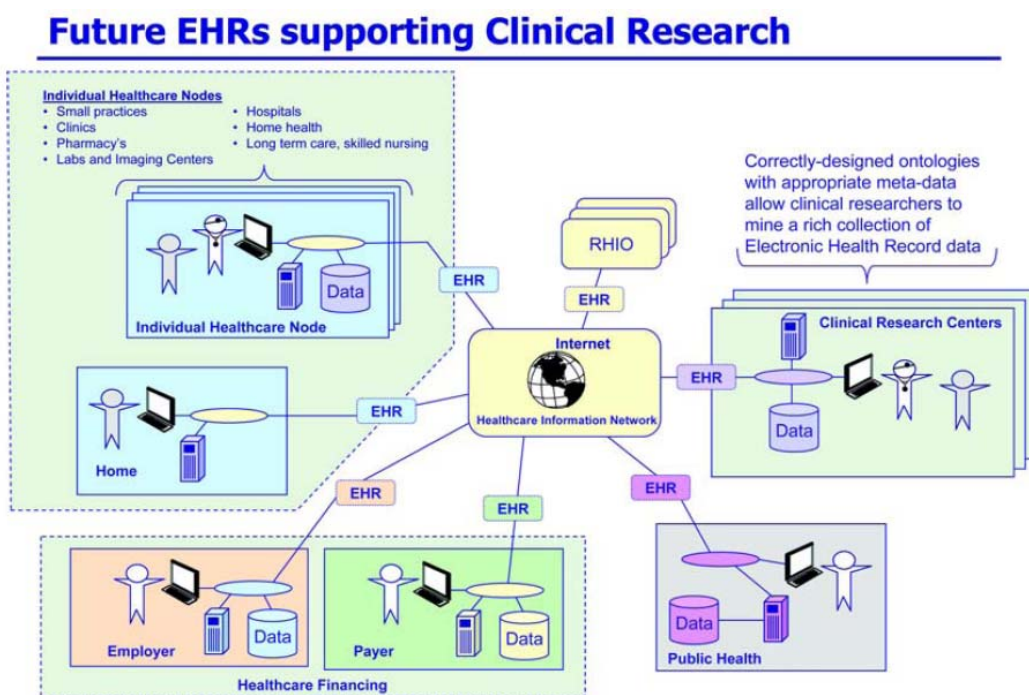 Future EHRs supporting Clinical Research
Individual Healthcare Nodes
• Small practices
• Clinics
• Pharmacy's
• Labs and Imaging Centers
• Hospitals
• Home health
• Long term care, skilled nursing
Correctly-designed ontologies
with appropriate meta-data
allow clinical researchers to
mine a rich collection of
Electronic Health Record data
RHIO
EHR
EHR
Data
Individual Healthcare Node
Internet
Healthcare Information Network
EHR
Clinical Research Centers
Data
EHR
Home
EHR
EHR
EHR
Data
Employer
Data
Payer
Healthcare Financing
Data
Public Health